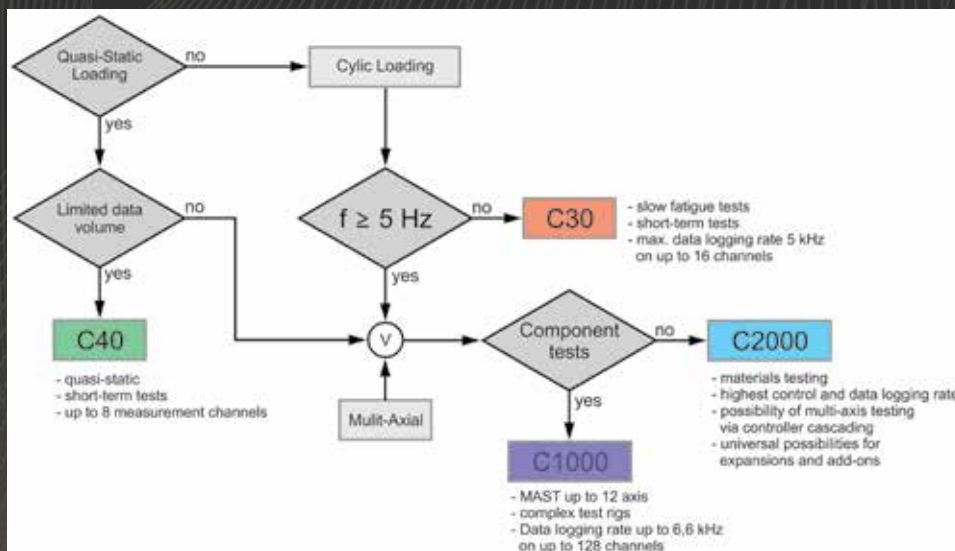 Quasi-Static
Loading
no
Cylic Loading
yes
Limited data
volume
no
f ≥ 5 Hz
no
C30
- slow fatigue tests
- short-term tests
- max. data logging rate 5 kHz
on up to 16 channels
yes
yes
C40
- quasi-static
- short-term tests
- up to 8 measurement channels
V
Component
tests
no
C2000
- materials testing
- highest control and data logging rate
- possibility of multi-axis testing
via controller cascading
- universal possibilities for
expansions and add-ons
Mulit-Axial
yes
C1000
- MAST up to 12 axis
- complex test rigs
- Data logging rate up to 6,6 kHz
on up to 128 channels